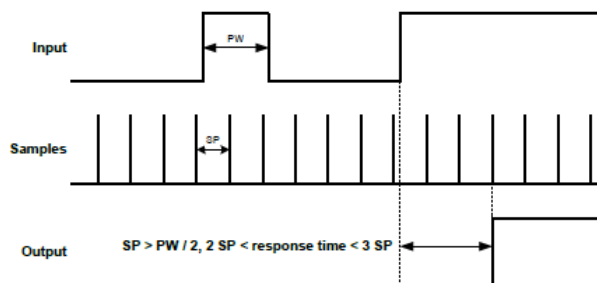 Input
PW
Samples
SP
Output
SP > PW / 2, 2 SP < response time < 3 SP